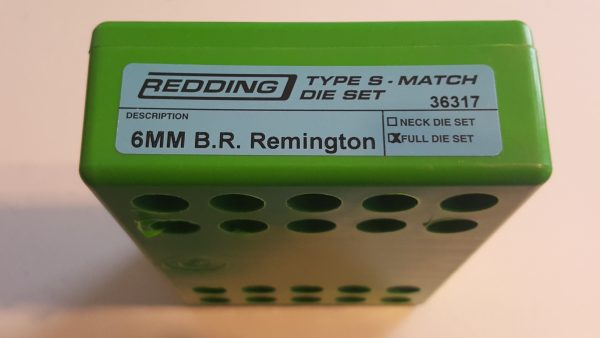 REDDING TYPE S - MATCH
DIE SET
36317
DESCRIPTION
6MM B.R. Remington
NECK DIE SET
X FULL DIE SET